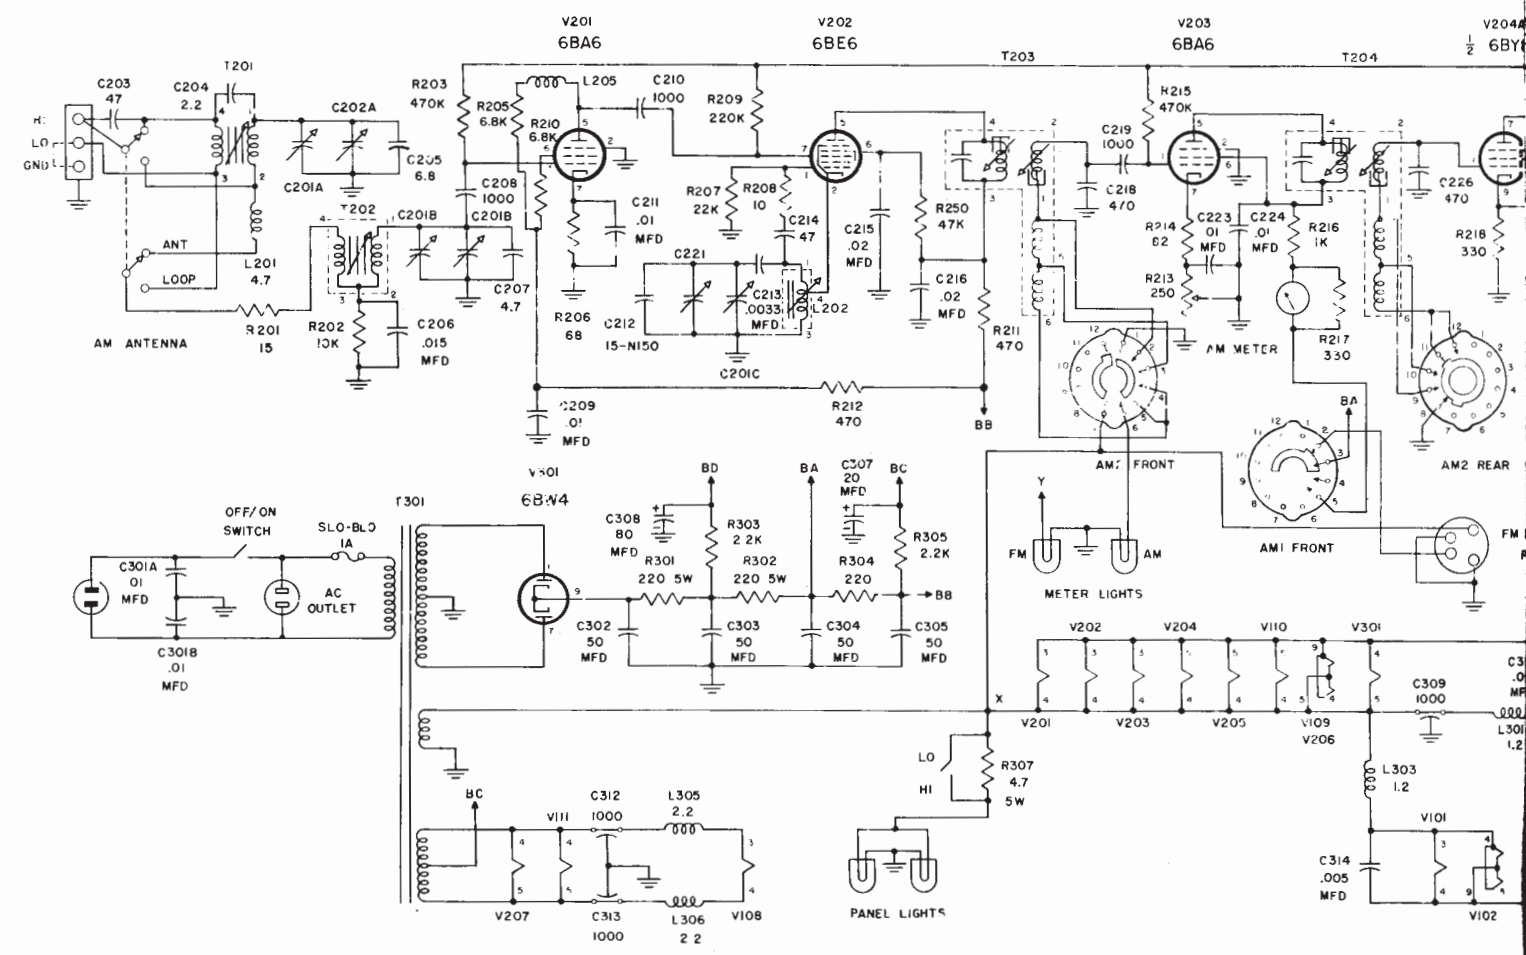 V201
6BA6
V202
6BE6
V203
6BA6
V204A
½ 6BY8
T203
T204
T201
C203
47
C204
2.2
C202A
C201A
C205
6.8
LO
GND
R203
470K
R205
6.8K
L205
R210
6.8K
C210
1000
R209
220K
C208
1000
C211
.01
MFD
R207
22K
R208
10
C214
47
C215
.02
MFD
R250
47K
C216
.02
MFD
R211
470
R215
470K
C219
1000
C218
470
R214
82
R213
250
C223
.01
MFD
C224
.01
MFD
R216
1K
R217
330
C226
470
R218
330
T202
C201B
C201B
C207
4.7
R206
68
C212
15-N150
C221
C213
.0033
MFD
L202
C201C
ANT
LOOP
L201
4.7
R201
15
R202
10K
C206
.015
MFD
AM ANTENNA
AM METER
C209
.01
MFD
R212
470
BB
AM2 FRONT
BA
AM1 FRONT
AM2 REAR
FM
V301
6BW4
T301
OFF/ON
SWITCH
SLO-BLO
1A
C301A
.01
MFD
AC
OUTLET
C301B
.01
MFD
BD
BA
C307
20
MFD
BC
C308
80
MFD
R303
2.2K
R305
2.2K
R301
220 5W
R302
220 5W
R304
220
BB
C302
50
MFD
C303
50
MFD
C304
50
MFD
C305
50
MFD
Y
FM
AM
METER LIGHTS
V202
V204
V110
V301
X
V201
V203
V205
V109
V206
C309
1000
L301
1.2
LO
HI
R307
4.7
5W
L303
1.2
BC
V111
C312
1000
L305
2.2
V207
C313
1000
L306
2.2
V108
PANEL LIGHTS
V101
C314
.005
MFD
V102